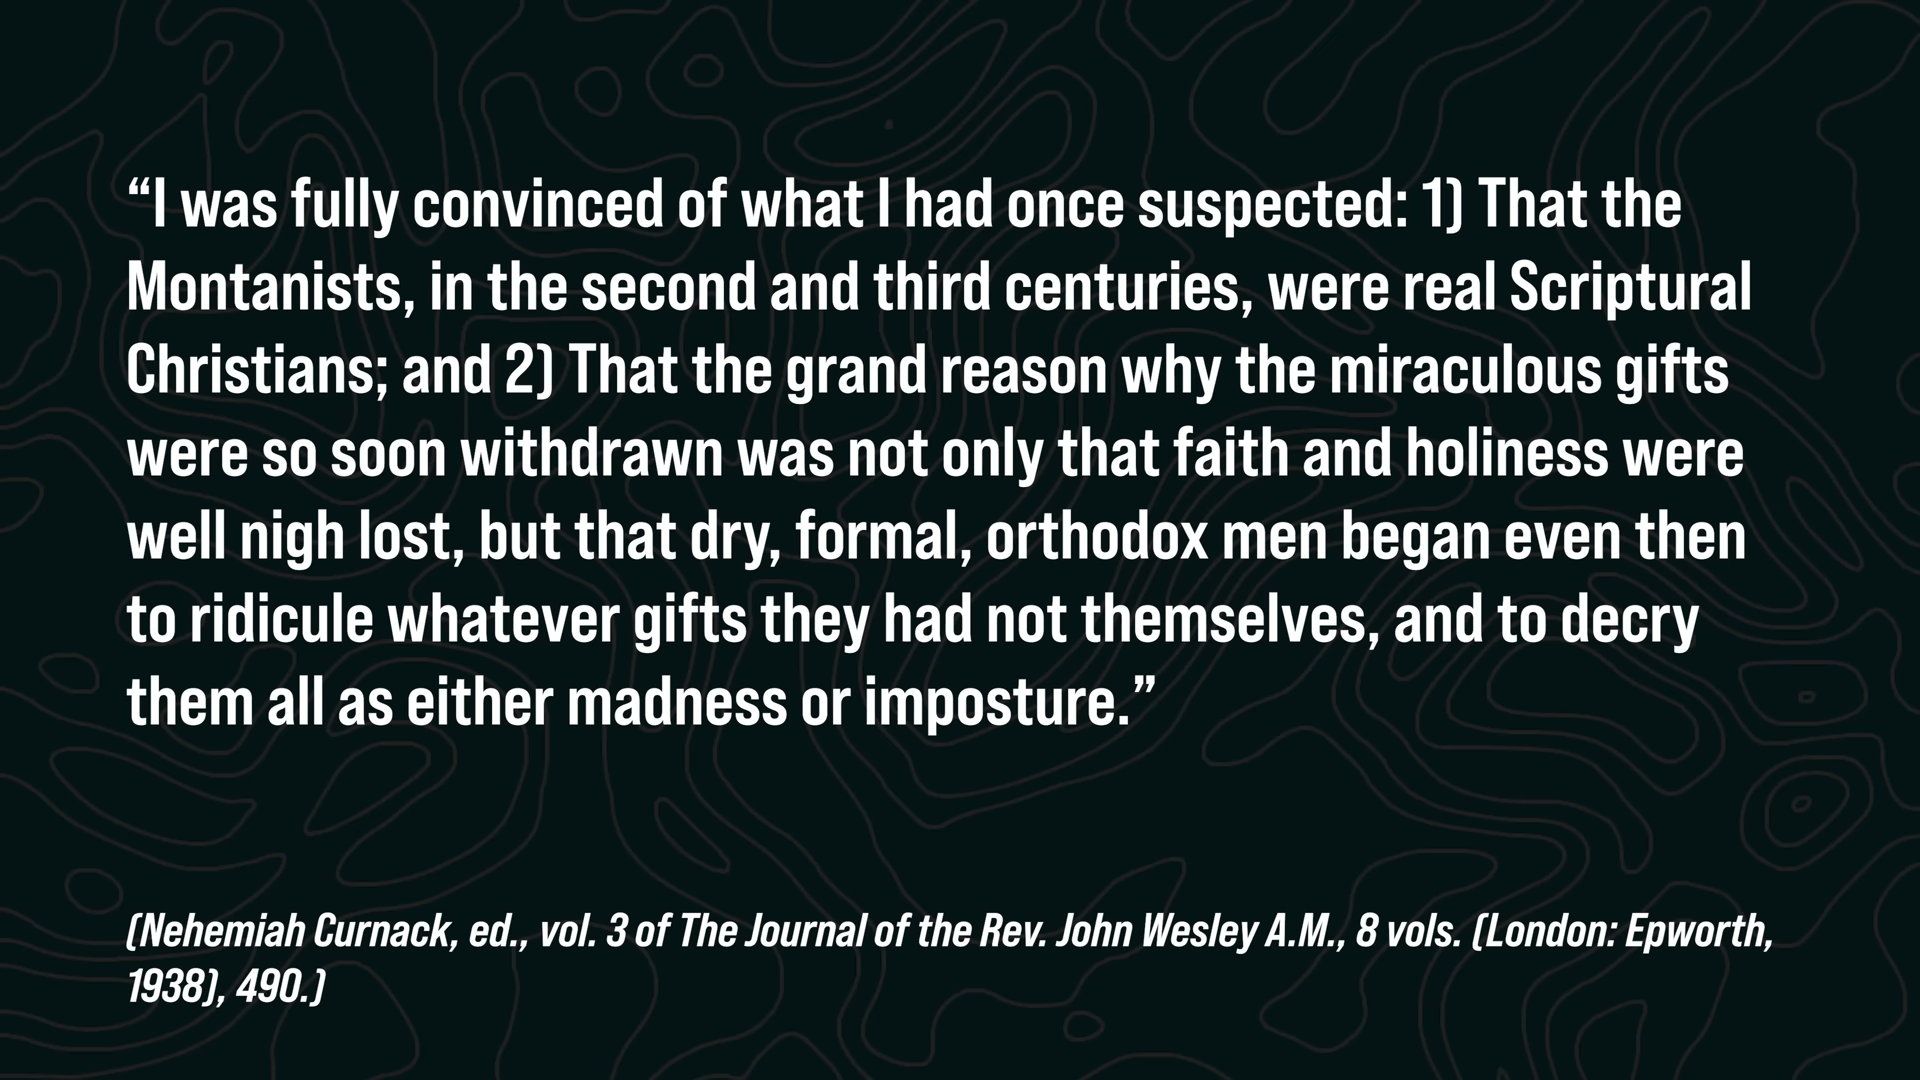 “I was fully convinced of what I had once suspected: 1) That the
Montanists, in the second and third centuries, were real Scriptural
Christians; and 2) That the grand reason why the miraculous gifts
were so soon withdrawn was not only that faith and holiness were
well nigh lost, but that dry, formal, orthodox men began even then
to ridicule whatever gifts they had not themselves, and to decry
them all as either madness or imposture.”
(Nehemiah Curnack, ed., vol. 3 of The Journal of the Rev. John Wesley A.M., 8 vols. (London: Epworth,
1938), 490.)